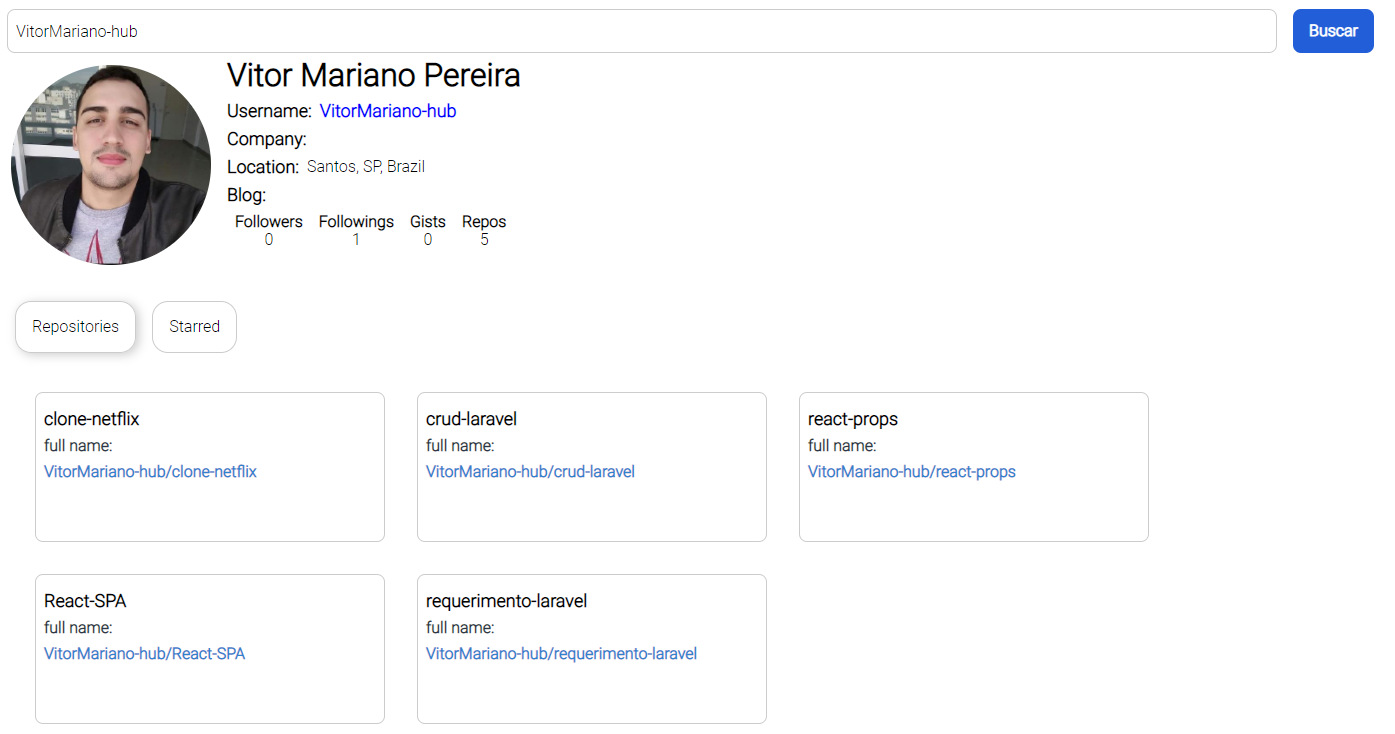 VitorMariano-hub
Buscar
Vitor Mariano Pereira
Username: VitorMariano-hub
Company:
Location: Santos, SP, Brazil
Blog:
Followers Followings Gists Repos
0 1 0 5
Repositories Starred
clone-netflix
full name:
VitorMariano-hub/clone-netflix
crud-laravel
full name:
VitorMariano-hub/crud-laravel
react-props
full name:
VitorMariano-hub/react-props
React-SPA
full name:
VitorMariano-hub/React-SPA
requerimento-laravel
full name:
VitorMariano-hub/requerimento-laravel